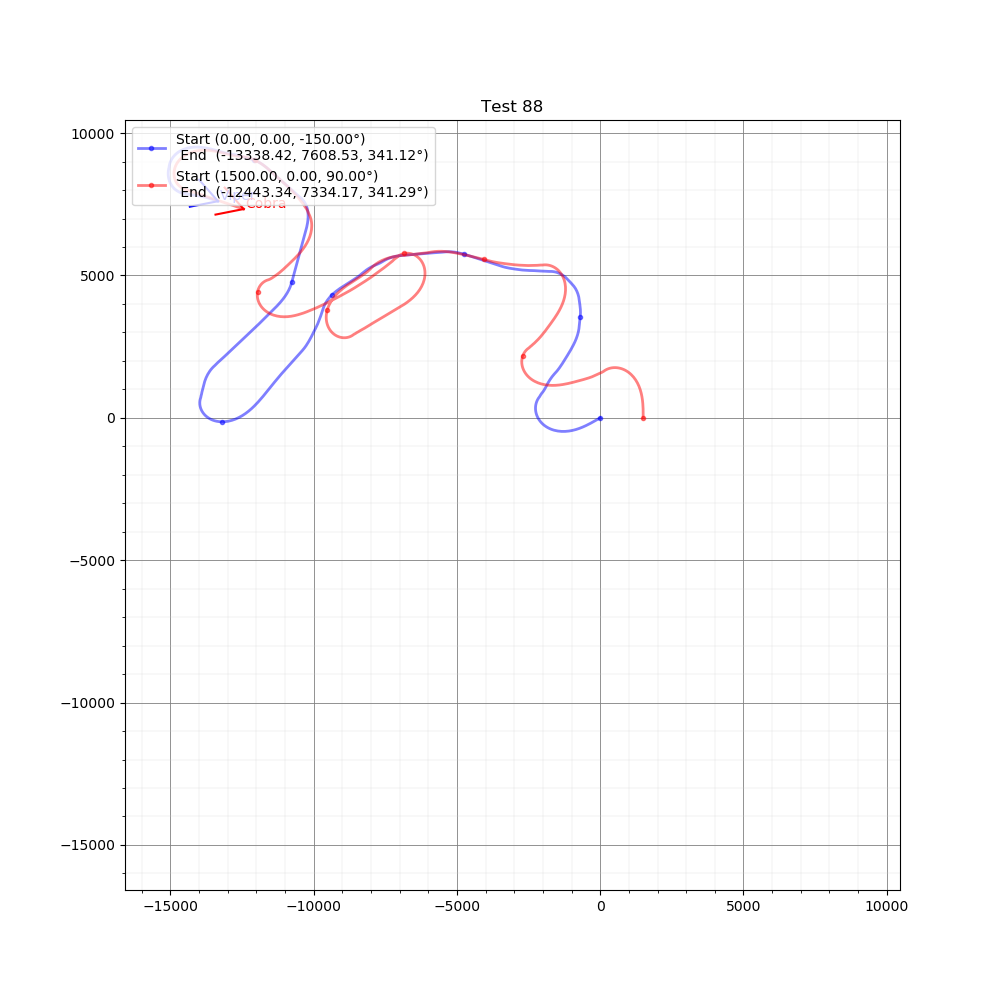 Test 88
Start (0.00, 0.00, -150.00°)
End (-13338.42, 7608.53, 341.12°)
Start (1500.00, 0.00, 90.00°)
End (-12443.34, 7334.17, 341.29°)
Cobra
10000
5000
0
−5000
−10000
−15000
−15000
−10000
−5000
0
5000
10000